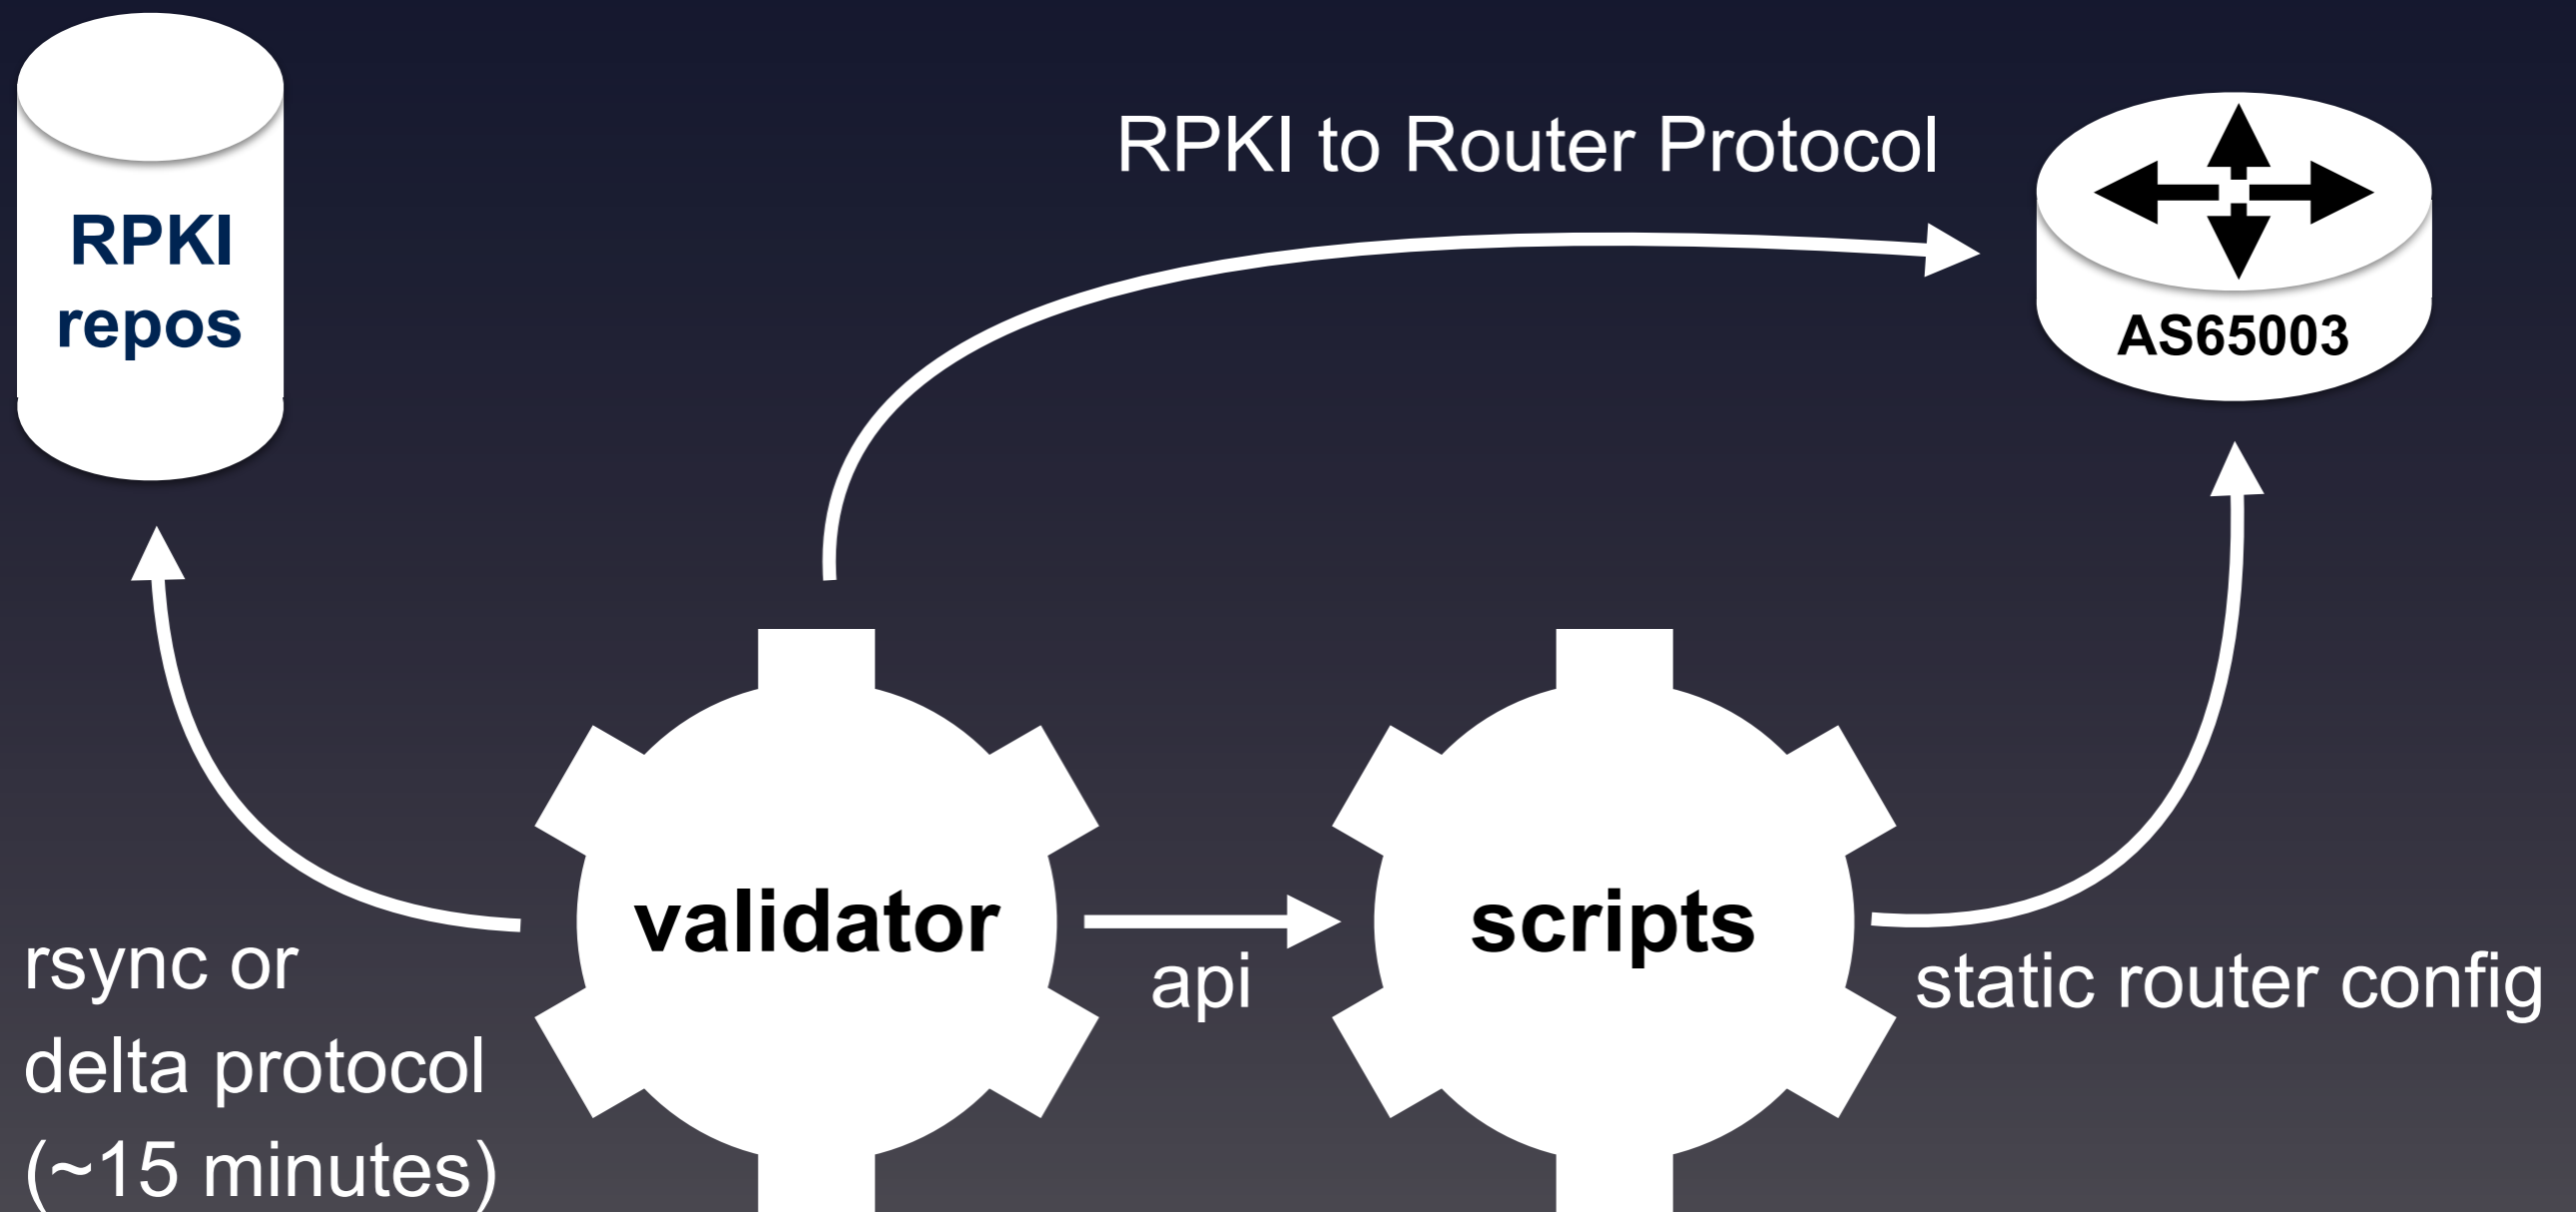 RPKI
repos
RPKI to Router Protocol
AS65003
validator
scripts
rsync or
delta protocol
(~15 minutes)
api
static router config